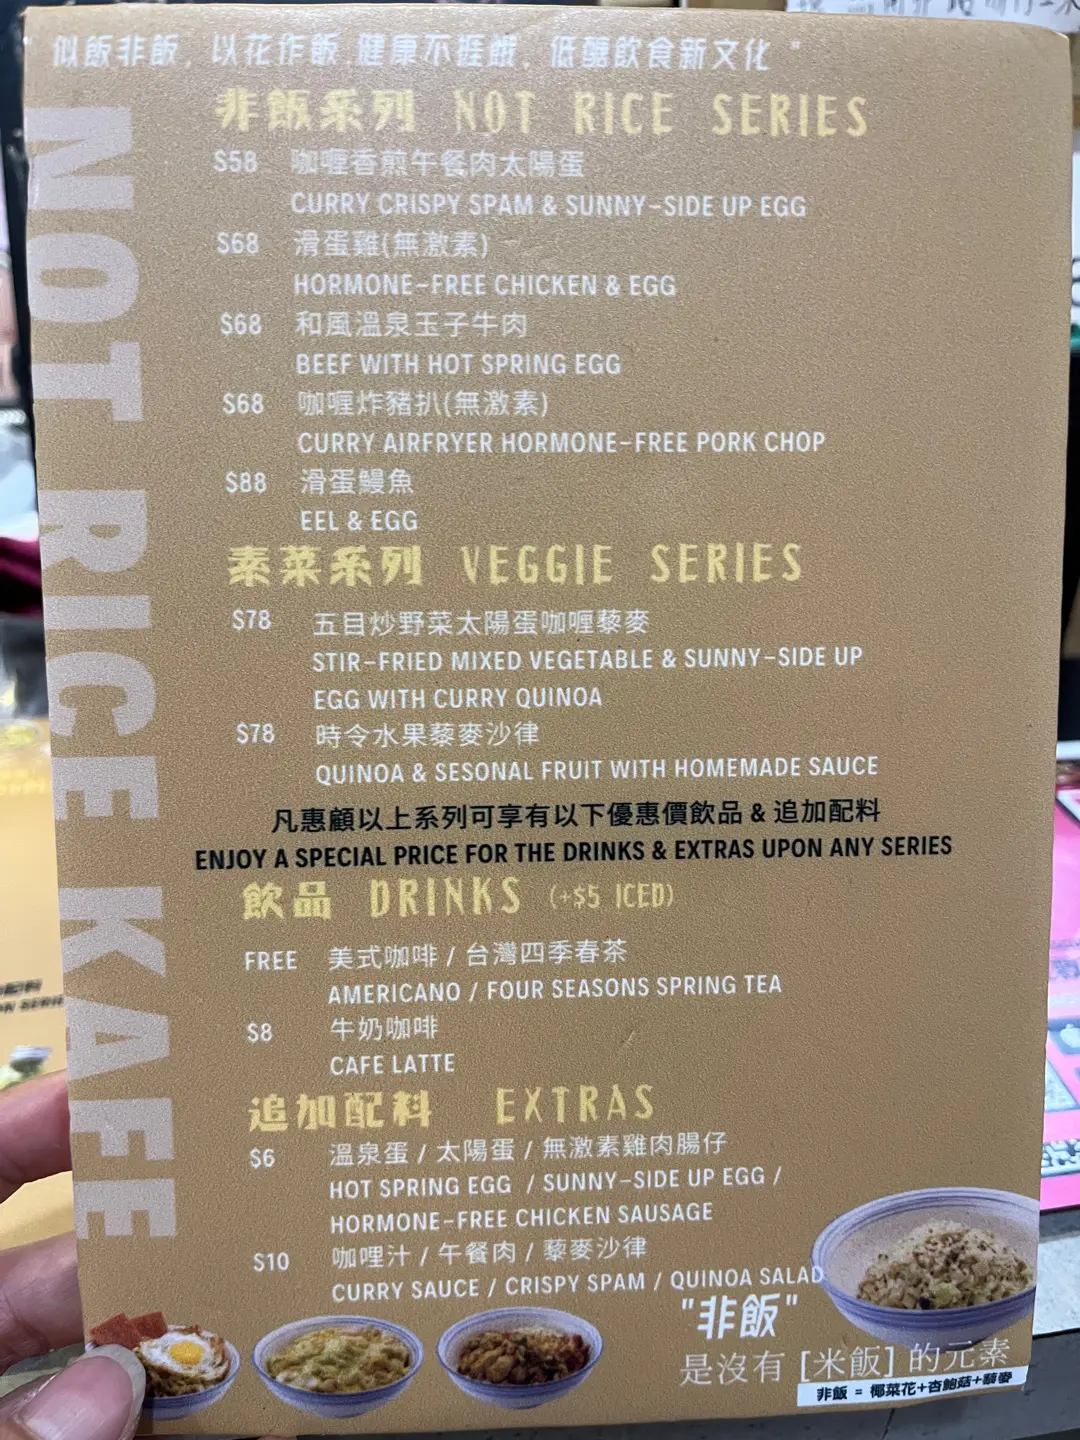 "似飯非飯, 以花作飯,健康不捱餓, 低醣飲食新文化"
NOT RICE KAFE
非飯系列 NOT RICE SERIES
$58 咖喱香煎午餐肉太陽蛋
CURRY CRISPY SPAM & SUNNY-SIDE UP EGG
$68 滑蛋雞(無激素)
HORMONE-FREE CHICKEN & EGG
$68 和風溫泉玉子牛肉
BEEF WITH HOT SPRING EGG
$68 咖喱炸豬扒(無激素)
CURRY AIRFRYER HORMONE-FREE PORK CHOP
$88 滑蛋鰻魚
EEL & EGG
素菜系列 VEGGIE SERIES
$78 五目炒野菜太陽蛋咖喱藜麥
STIR-FRIED MIXED VEGETABLE & SUNNY-SIDE UP
EGG WITH CURRY QUINOA
$78 時令水果藜麥沙律
QUINOA & SESONAL FRUIT WITH HOMEMADE SAUCE
凡惠顧以上系列可享有以下優惠價飲品 & 追加配料
ENJOY A SPECIAL PRICE FOR THE DRINKS & EXTRAS UPON ANY SERIES
飲品 DRINKS (+$5 ICED)
FREE 美式咖啡 / 台灣四季春茶
AMERICANO / FOUR SEASONS SPRING TEA
$8 牛奶咖啡
CAFE LATTE
追加配料 EXTRAS
$6 溫泉蛋 / 太陽蛋 / 無激素雞肉腸仔
HOT SPRING EGG / SUNNY-SIDE UP EGG /
HORMONE-FREE CHICKEN SAUSAGE
$10 咖哩汁 / 午餐肉 / 藜麥沙律
CURRY SAUCE / CRISPY SPAM / QUINOA SALAD
"非飯"
是沒有 [米飯] 的元素
非飯 = 椰菜花+杏鮑菇+藜麥